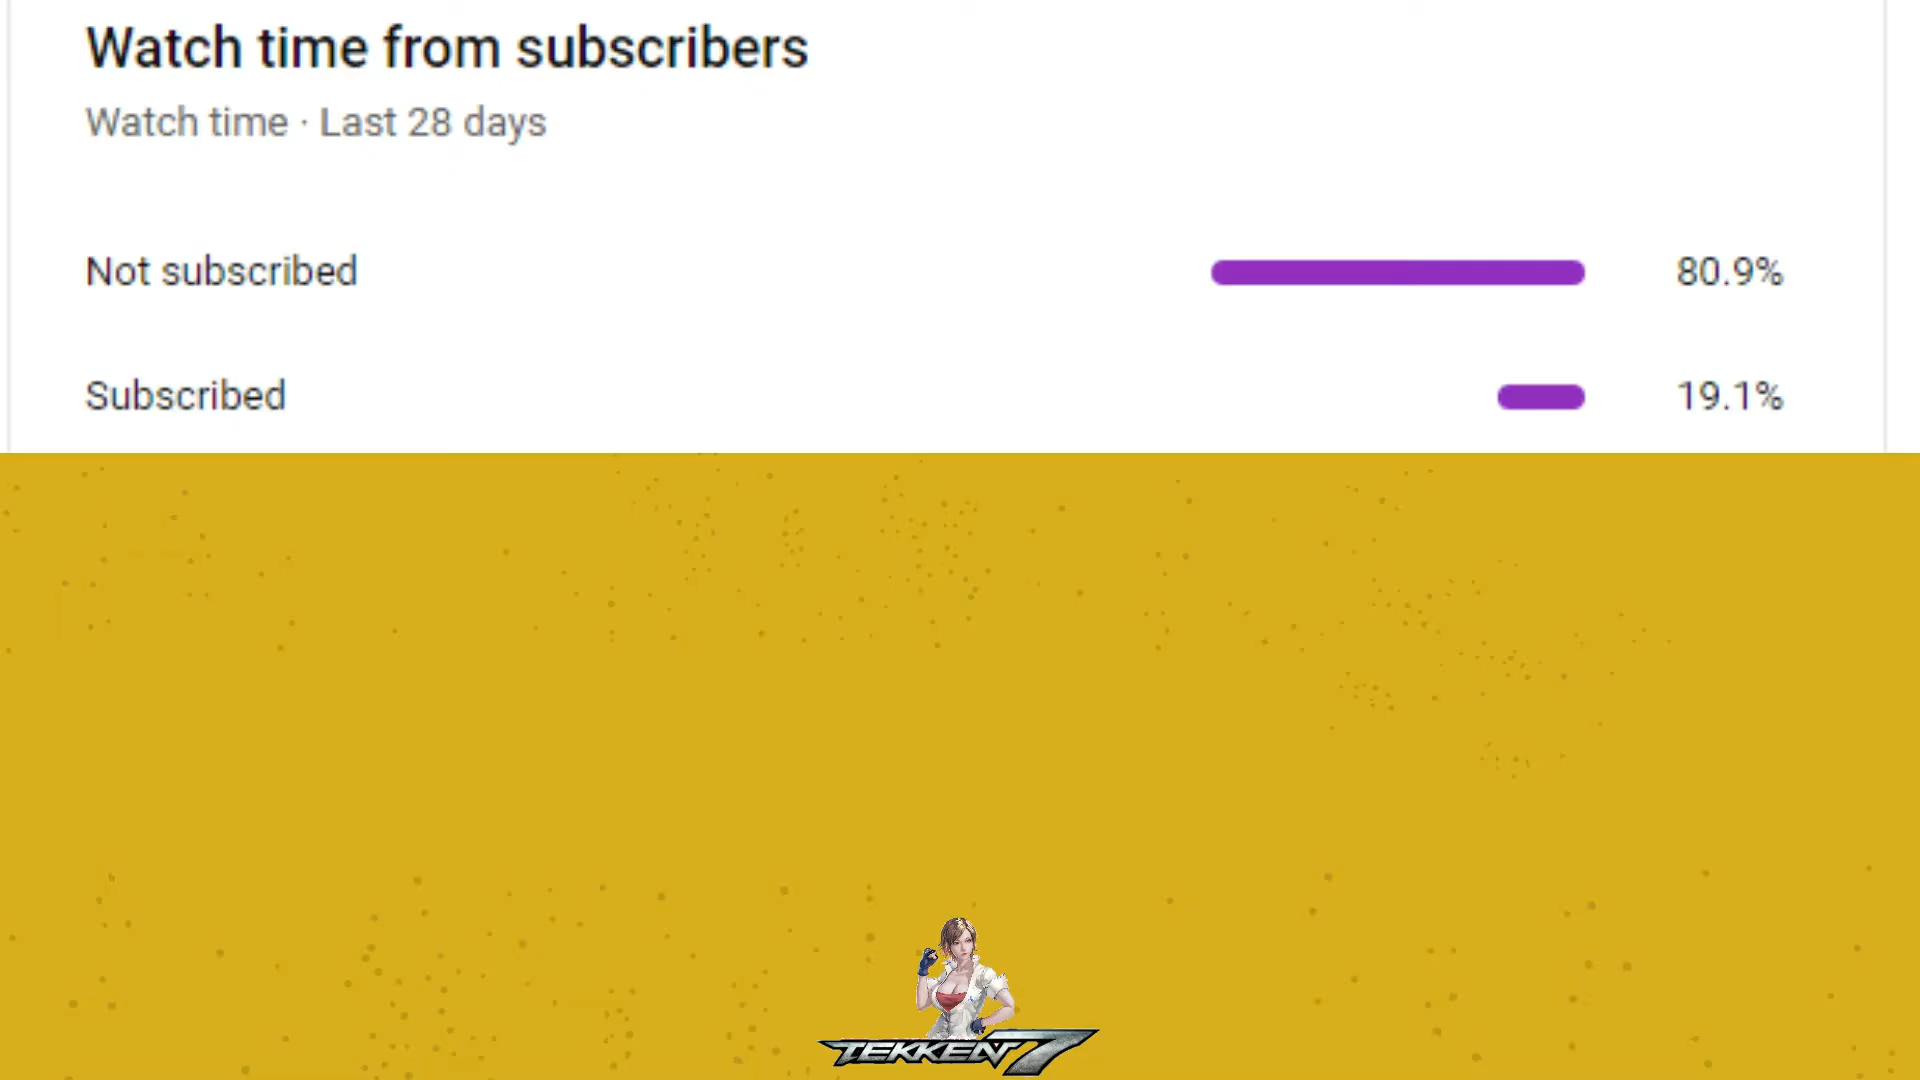 Watch time from subscribers
Watch time · Last 28 days
Not subscribed 80.9%
Subscribed 19.1%
TEKKEN 7